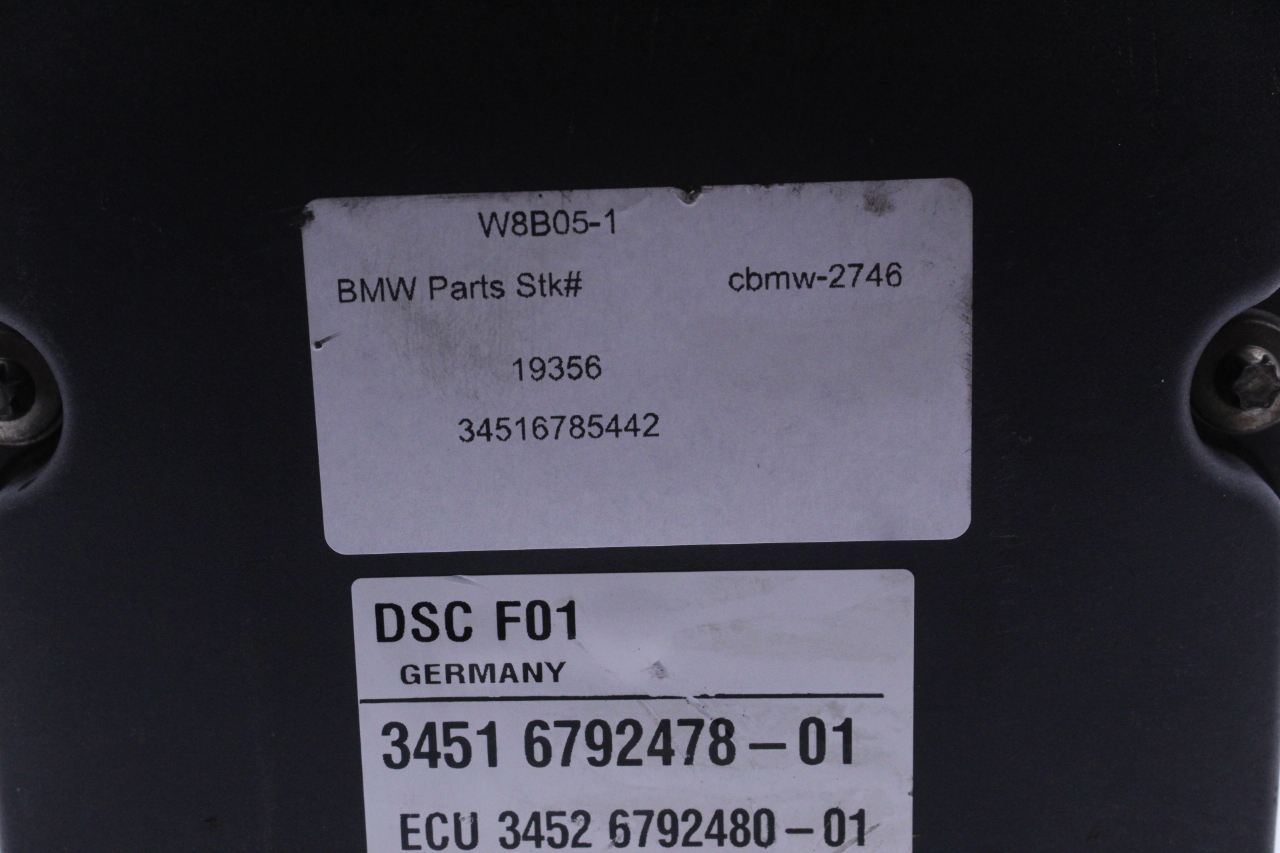 W8B05-1
BMW Parts Stk# cbmw-2746
19356
34516785442
DSC F01
GERMANY
3451 6792478-01
ECU 3452 6792480-01